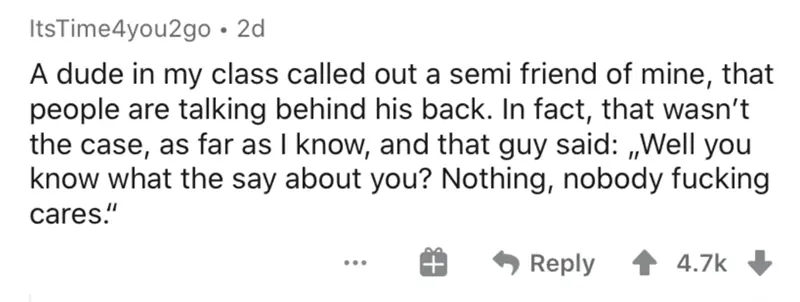 ItsTime4you2go • 2d
A dude in my class called out a semi friend of mine, that
people are talking behind his back. In fact, that wasn’t
the case, as far as I know, and that guy said: „Well you
know what the say about you? Nothing, nobody fucking
cares.“
... Reply 4.7k